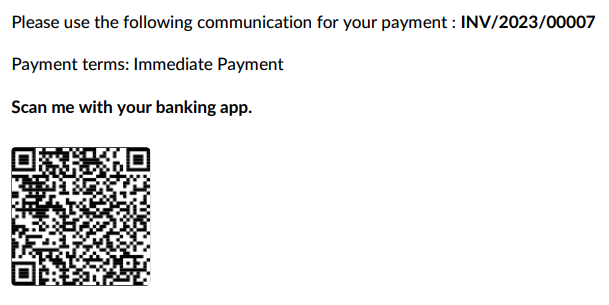 Please use the following communication for your payment : INV/2023/00007
Payment terms: Immediate Payment
Scan me with your banking app.